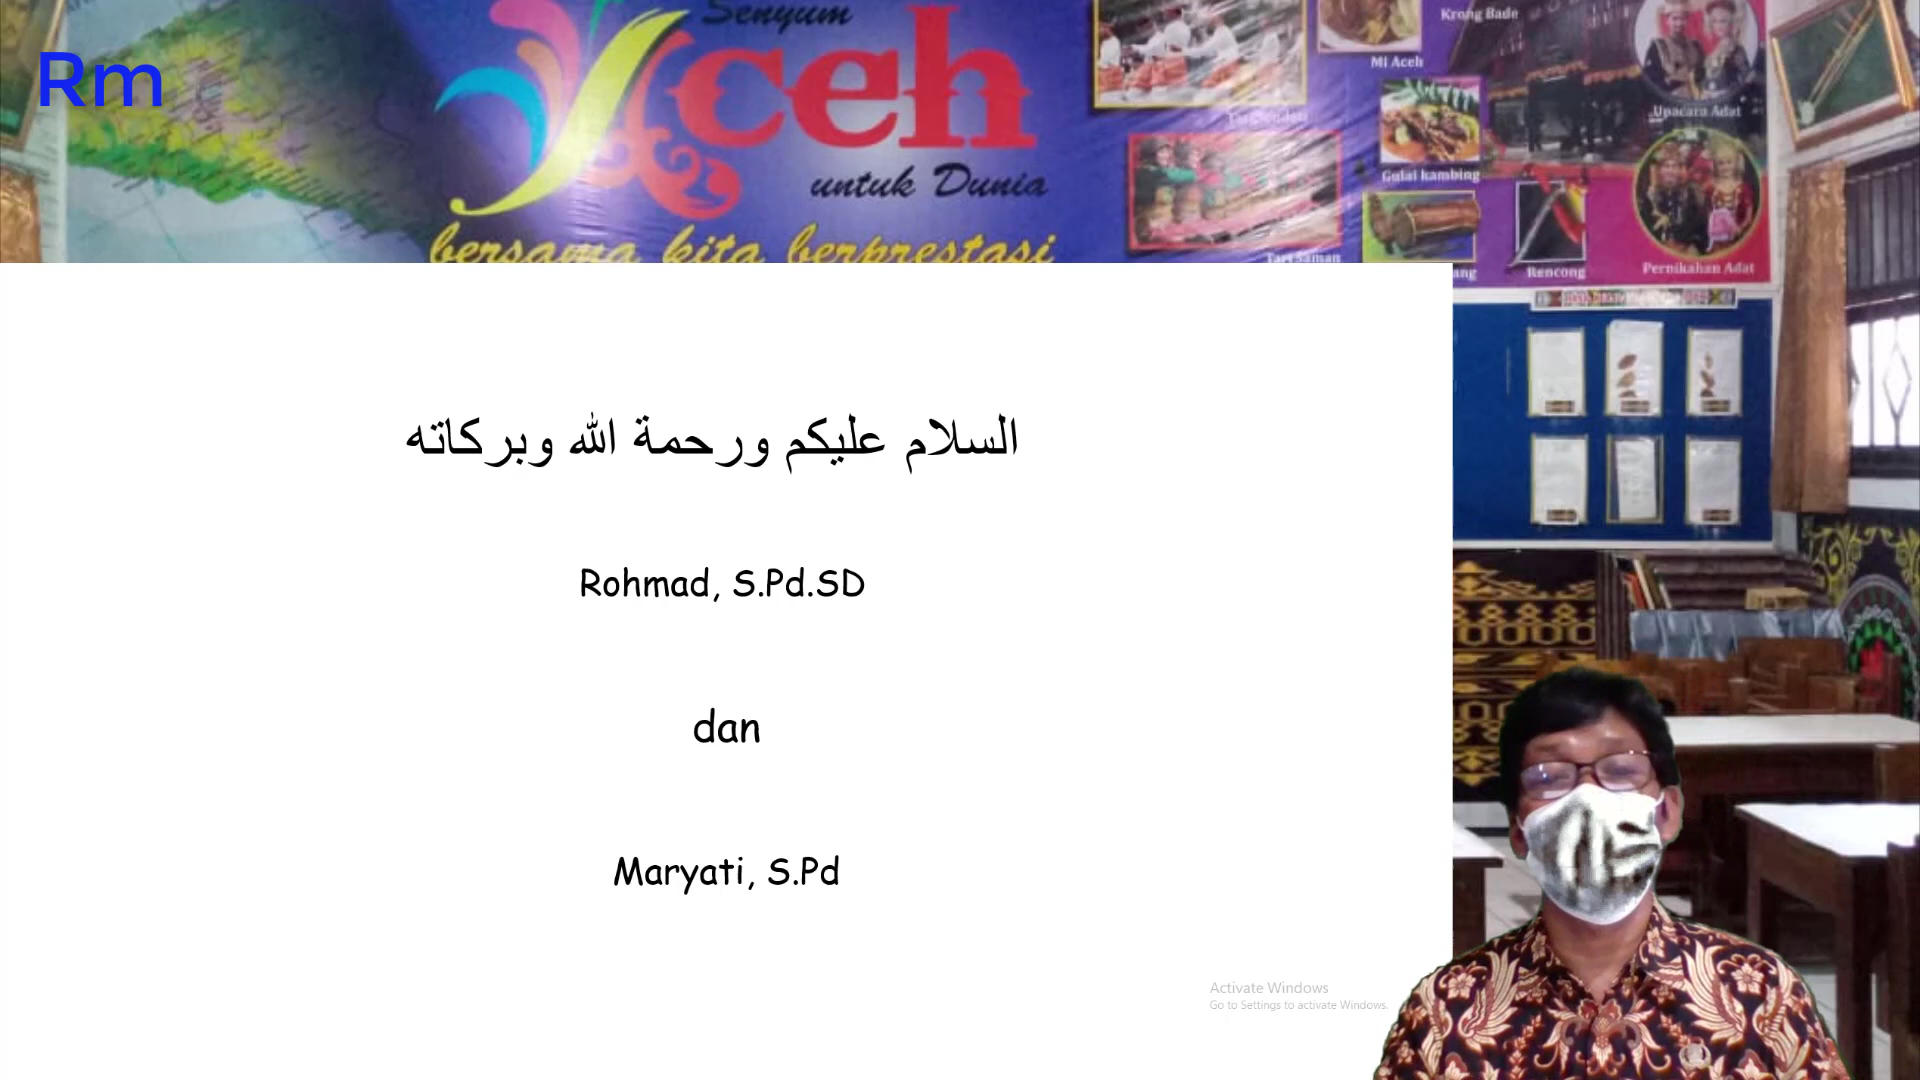 Rm
Senyum
Aceh
untuk Dunia
bersama kita berprestasi
Krong Bade
Mi Aceh
Upacara Adat
Gulai kambing
Tari Saman
Rencong
Pernikahan Adat
السلام عليكم ورحمة الله وبركاته
Rohmad, S.Pd.SD
dan
Maryati, S.Pd
Activate Windows
Go to Settings to activate Windows.